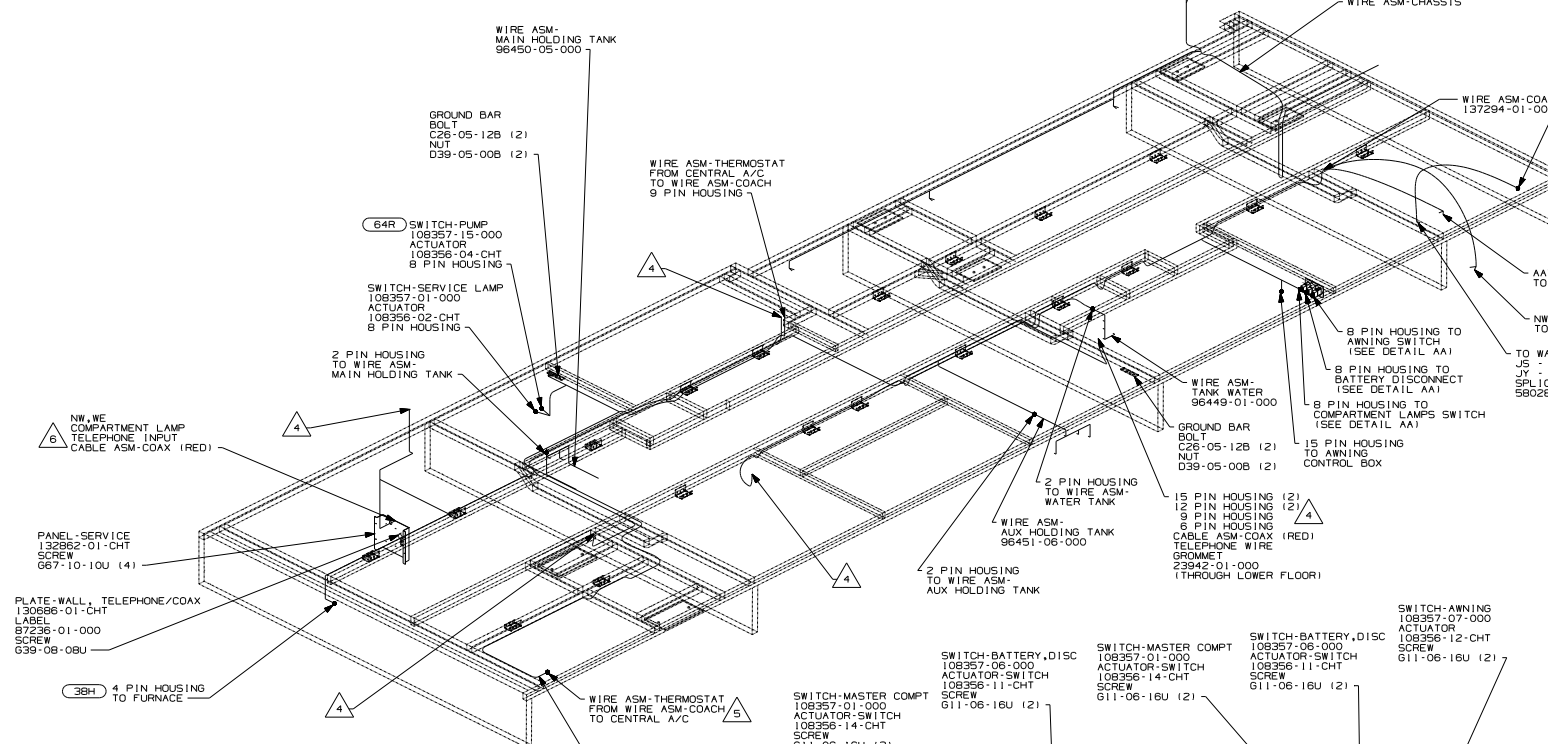 WIRE ASM-CHASSIS
WIRE ASM-
MAIN HOLDING TANK
96450-05-000
GROUND BAR
BOLT
C26-05-12B (2)
NUT
D39-05-00B (2)
WIRE ASM-THERMOSTAT
FROM CENTRAL A/C
TO WIRE ASM-COACH
9 PIN HOUSING
WIRE ASM-COA
137294-01-00
64R
SWITCH-PUMP
108357-15-000
ACTUATOR
108356-04-CHT
8 PIN HOUSING
4
SWITCH-SERVICE LAMP
108357-01-000
ACTUATOR
108356-02-CHT
8 PIN HOUSING
2 PIN HOUSING
TO WIRE ASM-
MAIN HOLDING TANK
AA
TO
NW
TO
TO WA
JS -
JY -
SPLIC
5802
8 PIN HOUSING TO
AWNING SWITCH
(SEE DETAIL AA)
8 PIN HOUSING TO
BATTERY DISCONNECT
(SEE DETAIL AA)
8 PIN HOUSING TO
COMPARTMENT LAMPS SWITCH
(SEE DETAIL AA)
15 PIN HOUSING
TO AWNING
CONTROL BOX
WIRE ASM-
TANK WATER
96449-01-000
GROUND BAR
BOLT
C26-05-12B (2)
NUT
D39-05-00B (2)
6
NW,WE
COMPARTMENT LAMP
TELEPHONE INPUT
CABLE ASM-COAX (RED)
4
4
2 PIN HOUSING
TO WIRE ASM-
WATER TANK
15 PIN HOUSING (2)
12 PIN HOUSING (2)
9 PIN HOUSING
6 PIN HOUSING
CABLE ASM-COAX (RED)
TELEPHONE WIRE
GROMMET
23942-01-000
(THROUGH LOWER FLOOR)
4
WIRE ASM-
AUX HOLDING TANK
96451-06-000
2 PIN HOUSING
TO WIRE ASM-
AUX HOLDING TANK
PANEL-SERVICE
132862-01-CHT
SCREW
G67-10-10U (4)
PLATE-WALL, TELEPHONE/COAX
130686-01-CHT
LABEL
87236-01-000
SCREW
G39-08-08U
38H
4 PIN HOUSING
TO FURNACE
4
WIRE ASM-THERMOSTAT
FROM WIRE ASM-COACH
TO CENTRAL A/C
5
SWITCH-MASTER COMPT
108357-01-000
ACTUATOR-SWITCH
108356-14-CHT
SCREW
G11-06-16U (2)
SWITCH-BATTERY,DISC
108357-06-000
ACTUATOR-SWITCH
108356-11-CHT
SCREW
G11-06-16U (2)
SWITCH-MASTER COMPT
108357-01-000
ACTUATOR-SWITCH
108356-14-CHT
SCREW
G11-06-16U (2)
SWITCH-BATTERY,DISC
108357-06-000
ACTUATOR-SWITCH
108356-11-CHT
SCREW
G11-06-16U (2)
SWITCH-AWNING
108357-07-000
ACTUATOR
108356-12-CHT
SCREW
G11-06-16U (2)